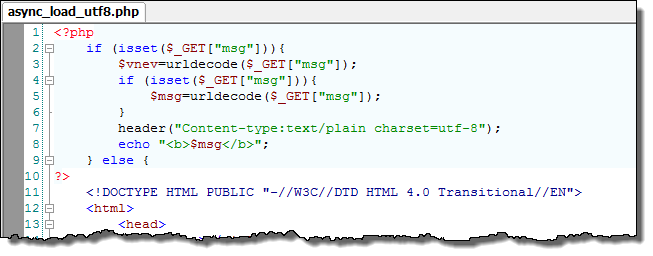 async_load_utf8.php
1 <?php
2 if (isset($_GET["msg"])){
3 $vnev=urldecode($_GET["msg"]);
4 if (isset($_GET["msg"])){
5 $msg=urldecode($_GET["msg"]);
6 }
7 header("Content-type:text/plain charset=utf-8");
8 echo "<b>$msg</b>";
9 } else {
10 ?>
11 <!DOCTYPE HTML PUBLIC "-//W3C//DTD HTML 4.0 Transitional//EN">
12 <html>
13 <head>